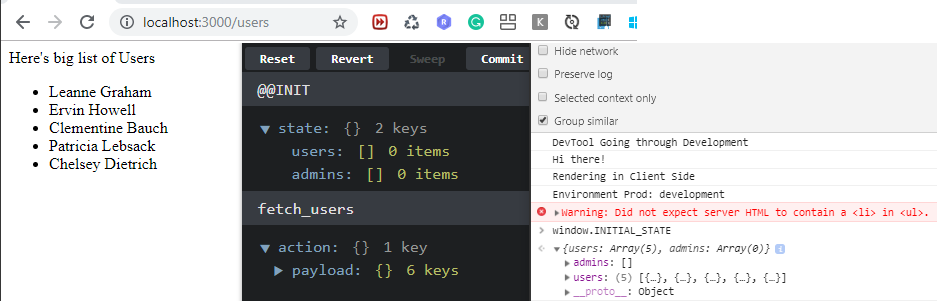 localhost:3000/users
Here's big list of Users
Leanne Graham
Ervin Howell
Clementine Bauch
Patricia Lebsack
Chelsey Dietrich
Reset Revert Sweep Commit
@@INIT
state: {} 2 keys
users: [] 0 items
admins: [] 0 items
fetch_users
action: {} 1 key
payload: {} 6 keys
Hide network
Preserve log
Selected context only
Group similar
DevTool Going through Development
Hi there!
Rendering in Client Side
Environment Prod: development
Warning: Did not expect server HTML to contain a <li> in <ul>.
window.INITIAL_STATE
{users: Array(5), admins: Array(0)}
admins: []
users: (5) [{…}, {…}, {…}, {…}, {…}]
__proto__: Object